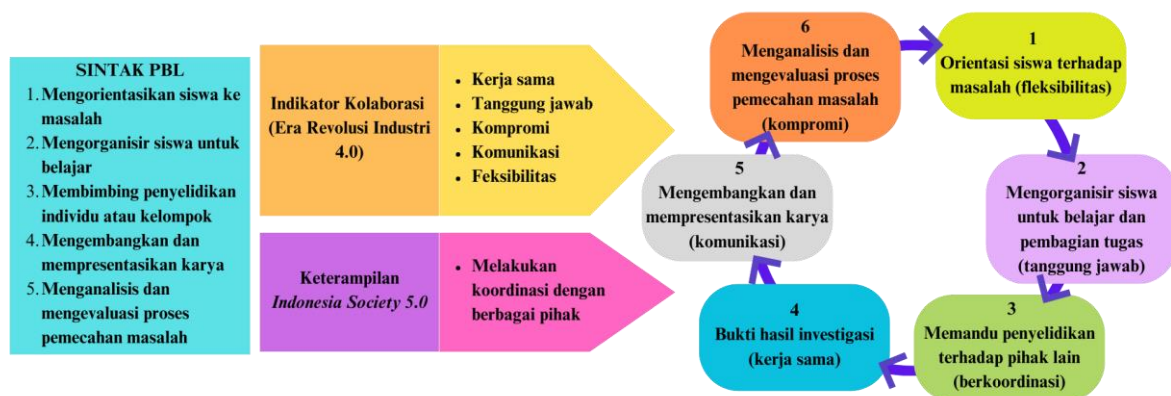 SINTAK PBL
1. Mengorientasikan siswa ke
masalah
2. Mengorganisir siswa untuk
belajar
3. Membimbing penyelidikan
individu atau kelompok
4. Mengembangkan dan
mempresentasikan karya
5. Menganalisis dan
mengevaluasi proses
pemecahan masalah
Indikator Kolaborasi
(Era Revolusi Industri
4.0)
• Kerja sama
• Tanggung jawab
• Kompromi
• Komunikasi
• Feksibilitas
Keterampilan
Indonesia Society 5.0
• Melakukan
koordinasi dengan
berbagai pihak
1
Orientasi siswa terhadap
masalah (fleksibilitas)
2
Mengorganisir siswa
untuk belajar dan
pembagian tugas
(tanggung jawab)
3
Memandu penyelidikan
terhadap pihak lain
(berkoordinasi)
4
Bukti hasil investigasi
(kerja sama)
5
Mengembangkan dan
mempresentasikan karya
(komunikasi)
6
Menganalisis dan
mengevaluasi proses
pemecahan masalah
(kompromi)